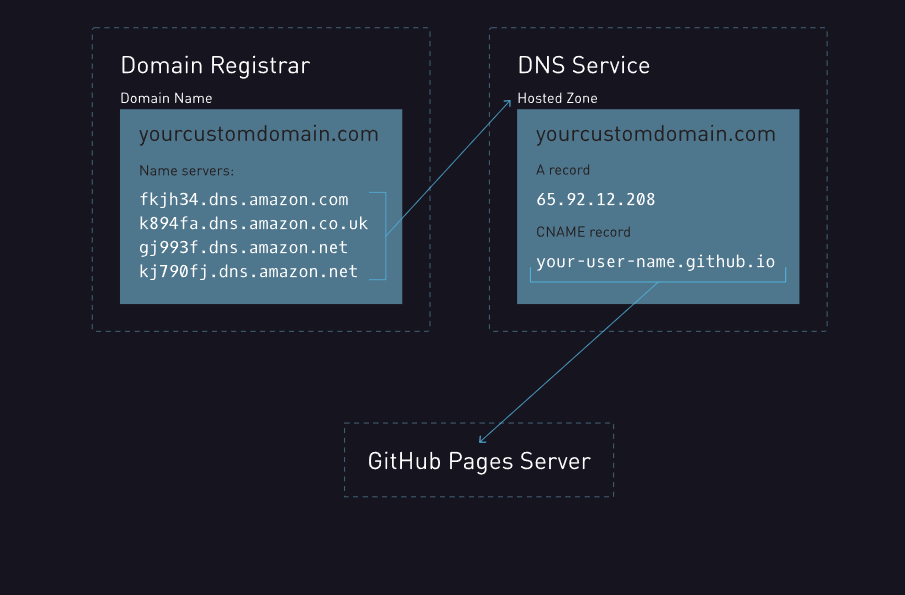 Domain Registrar
Domain Name
yourcustomdomain.com
Name servers:
fkjh34.dns.amazon.com
k894fa.dns.amazon.co.uk
gj993f.dns.amazon.net
kj790fj.dns.amazon.net
DNS Service
Hosted Zone
yourcustomdomain.com
A record
65.92.12.208
CNAME record
your-user-name.github.io
GitHub Pages Server